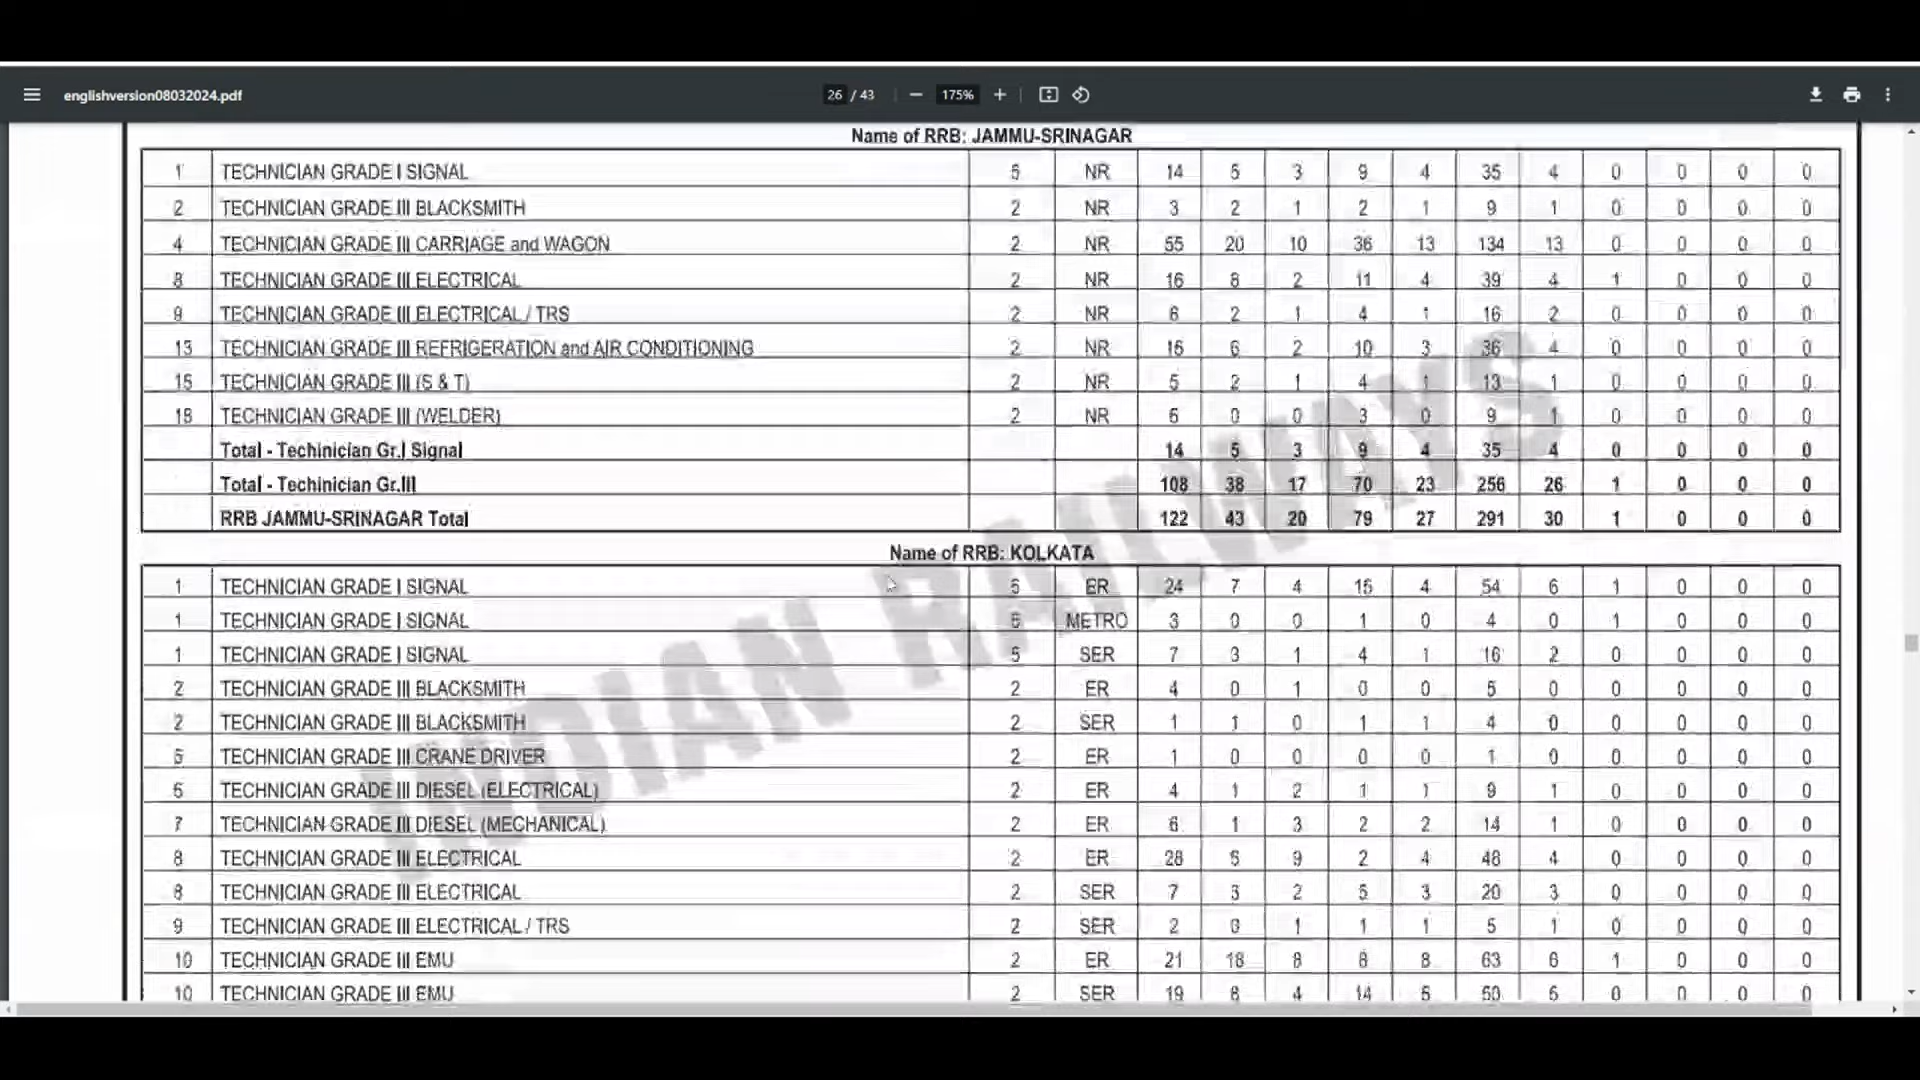 englishversion08032024.pdf 26 / 43 175%
Name of RRB: JAMMU-SRINAGAR
1 TECHNICIAN GRADE I SIGNAL 5 NR 14 5 3 9 4 35 4 0 0 0 0
2 TECHNICIAN GRADE III BLACKSMITH 2 NR 3 2 1 2 1 9 1 0 0 0 0
4 TECHNICIAN GRADE III CARRIAGE and WAGON 2 NR 55 20 10 36 13 134 13 0 0 0 0
8 TECHNICIAN GRADE III ELECTRICAL 2 NR 16 6 2 11 4 39 4 1 0 0 0
9 TECHNICIAN GRADE III ELECTRICAL / TRS 2 NR 8 2 1 4 1 16 2 0 0 0 0
13 TECHNICIAN GRADE III REFRIGERATION and AIR CONDITIONING 2 NR 15 6 2 10 3 36 4 0 0 0 0
15 TECHNICIAN GRADE III (S & T) 2 NR 5 2 1 4 1 13 1 0 0 0 0
18 TECHNICIAN GRADE III (WELDER) 2 NR 6 0 0 3 0 9 1 0 0 0 0
Total - Techinician Gr.I Signal 14 5 3 9 4 35 4 0 0 0 0
Total - Techinician Gr.III 108 38 17 70 23 256 26 1 0 0 0
RRB JAMMU-SRINAGAR Total 122 43 20 79 27 291 30 1 0 0 0
Name of RRB: KOLKATA
1 TECHNICIAN GRADE I SIGNAL 5 ER 24 7 4 15 4 54 6 1 0 0 0
1 TECHNICIAN GRADE I SIGNAL METRO 3 0 0 1 0 4 0 1 0 0 0
1 TECHNICIAN GRADE I SIGNAL 5 SER 7 3 1 4 1 16 2 0 0 0 0
2 TECHNICIAN GRADE III BLACKSMITH 2 ER 4 0 1 0 0 5 0 0 0 0 0
2 TECHNICIAN GRADE III BLACKSMITH 2 SER 1 1 0 1 1 4 0 0 0 0 0
5 TECHNICIAN GRADE III CRANE DRIVER 2 ER 1 0 0 0 0 1 0 0 0 0 0
TECHNICIAN GRADE III DIESEL (ELECTRICAL) 2 ER 4 1 2 1 1 9 1 0 0 0 0
7 TECHNICIAN GRADE III DIESEL (MECHANICAL) 2 ER 6 1 3 2 2 14 1 0 0 0 0
8 TECHNICIAN GRADE III ELECTRICAL 2 ER 28 5 9 2 4 48 4 0 0 0 0
8 TECHNICIAN GRADE III ELECTRICAL 2 SER 7 3 2 5 3 20 3 0 0 0 0
9 TECHNICIAN GRADE III ELECTRICAL / TRS 2 SER 2 0 1 1 1 5 1 0 0 0 0
10 TECHNICIAN GRADE III EMU 2 ER 21 18 8 8 8 63 6 1 0 0 0
10 TECHNICIAN GRADE III EMU 2 SER 19 4 14 50 0 0 0 0
INDIAN RAILWAYS